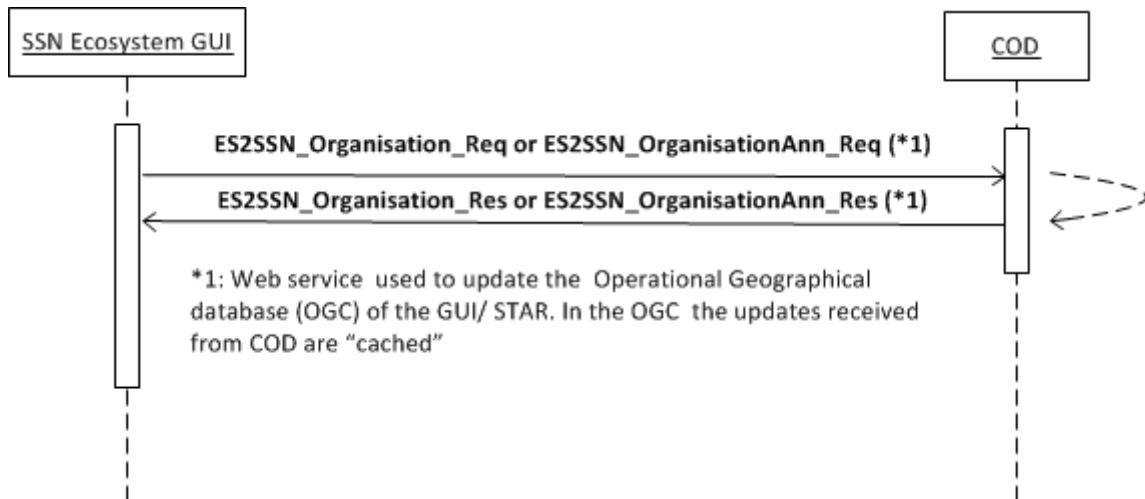 SSN Ecosystem GUI
COD
ES2SSN_Organisation_Req or ES2SSN_OrganisationAnn_Req (*1)
ES2SSN_Organisation_Res or ES2SSN_OrganisationAnn_Res (*1)
*1: Web service used to update the Operational Geographical
database (OGC) of the GUI/ STAR. In the OGC the updates received
from COD are “cached”